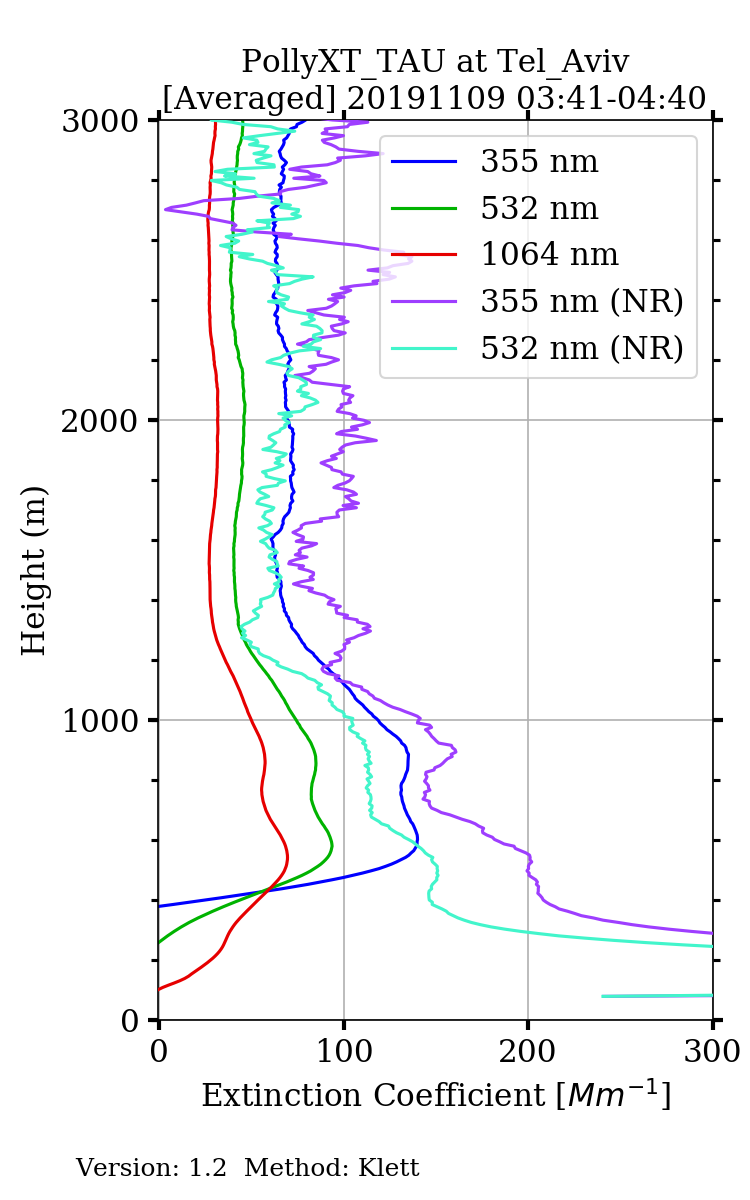 PollyXT_TAU at Tel_Aviv
[Averaged] 20191109 03:41-04:40
3000
355 nm
532 nm
1064 nm
355 nm (NR)
532 nm (NR)
2000
Height (m)
1000
0
0 100 200 300
Extinction Coefficient [Mm⁻¹]
Version: 1.2 Method: Klett